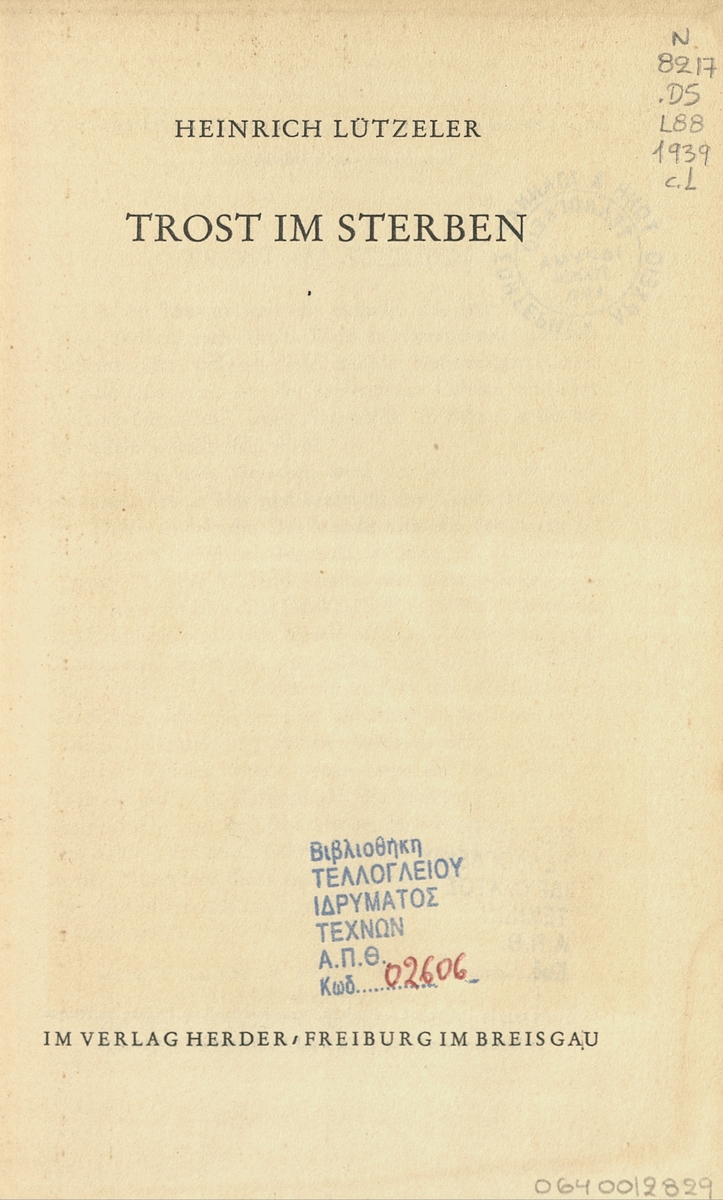 N
8217
.D5
L88
1939
c.1
HEINRICH LÜTZELER
TROST IM STERBEN
Βιβλιοθήκη
ΤΕΛΛΟΓΛΕΙΟΥ
ΙΔΡΥΜΑΤΟΣ
ΤΕΧΝΩΝ
Α.Π.Θ.
Κωδ.............. 02606
IM VERLAG HERDER / FREIBURG IM BREISGAU
0640012829